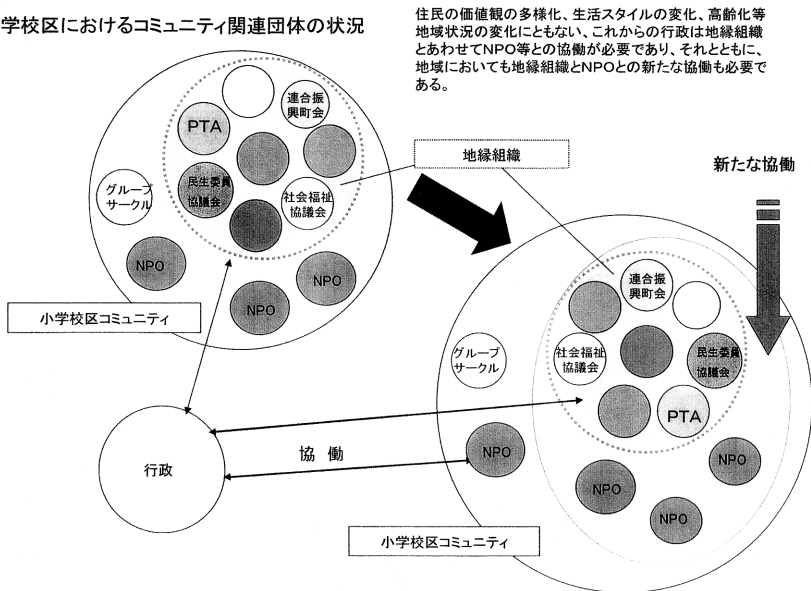 学校区におけるコミュニティ関連団体の状況
住民の価値観の多様化、生活スタイルの変化、高齢化等
地域状況の変化にともない、これからの行政は地縁組織
とあわせてNPO等との協働が必要であり、それとともに、
地域においても地縁組織とNPOとの新たな協働も必要で
ある。
連合振
興町会
PTA
民生委員
協議会
社会福祉
協議会
グループ
サークル
NPO
NPO
NPO
小学校区コミュニティ
地縁組織
新たな協働
連合振
興町会
社会福祉
協議会
民生委員
協議会
PTA
グループ
サークル
NPO
NPO
NPO
NPO
小学校区コミュニティ
行政
協 働